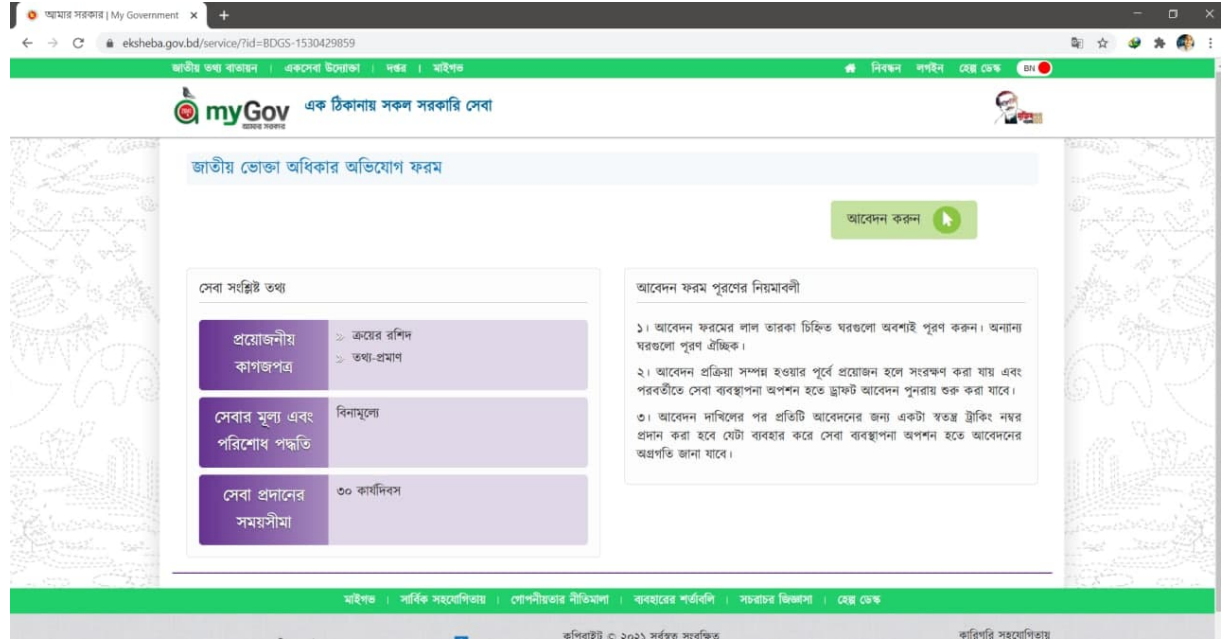 আমার সরকার | My Government
eksheba.gov.bd/service/?id=BDGS-1530429859
জাতীয় তথ্য বাতায়ন | একসেবা উদ্যোক্তা | দপ্তর | মাইগভ
নিবন্ধন লগইন হেল্প ডেস্ক BN
myGov এক ঠিকানায় সকল সরকারি সেবা
আমার সরকার
জাতীয় ভোক্তা অধিকার অভিযোগ ফরম
আবেদন করুন
সেবা সংশ্লিষ্ট তথ্য
প্রয়োজনীয়
কাগজপত্র
ক্রয়ের রশিদ
তথ্য-প্রমাণ
সেবার মূল্য এবং
পরিশোধ পদ্ধতি
বিনামূল্যে
সেবা প্রদানের
সময়সীমা
৩০ কার্যদিবস
আবেদন ফরম পূরণের নিয়মাবলী
১। আবেদন ফরমের লাল তারকা চিহ্নিত ঘরগুলো অবশ্যই পূরণ করুন। অন্যান্য
ঘরগুলো পূরণ ঐচ্ছিক।
২। আবেদন প্রক্রিয়া সম্পন্ন হওয়ার পূর্বে প্রয়োজন হলে সংরক্ষণ করা যায় এবং
পরবর্তীতে সেবা ব্যবস্থাপনা অপশন হতে ড্রাফট আবেদন পুনরায় শুরু করা যাবে।
৩। আবেদন দাখিলের পর প্রতিটি আবেদনের জন্য একটা স্বতন্ত্র ট্রাকিং নম্বর
প্রদান করা হবে যেটা ব্যবহার করে সেবা ব্যবস্থাপনা অপশন হতে আবেদনের
অগ্রগতি জানা যাবে।
মাইগভ | সার্বিক সহযোগিতায় | গোপনীয়তার নীতিমালা | ব্যবহারের শর্তাবলি | সচরাচর জিজ্ঞাসা | হেল্প ডেস্ক
কপিরাইট © ২০২১ সর্বস্বত্ব সংরক্ষিত
কারিগরি সহযোগিতায়